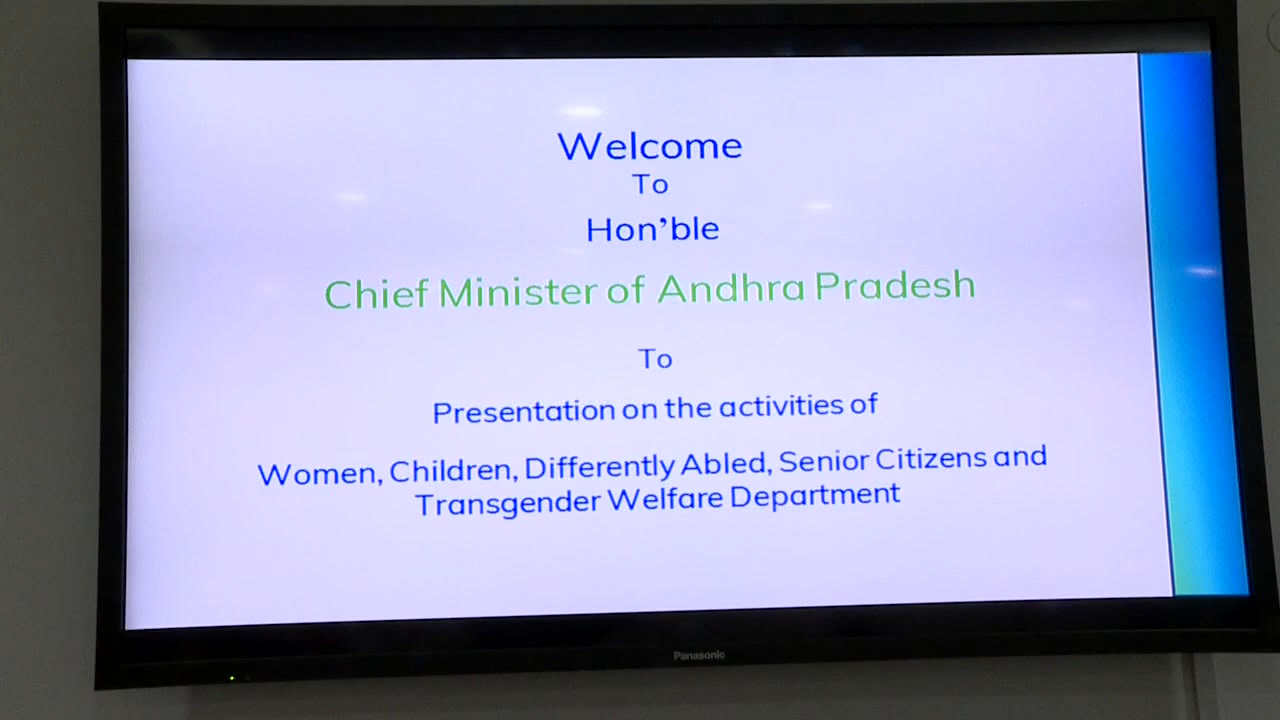 Welcome
To
Hon’ble
Chief Minister of Andhra Pradesh
To
Presentation on the activities of
Women, Children, Differently Abled, Senior Citizens and
Transgender Welfare Department
Panasonic